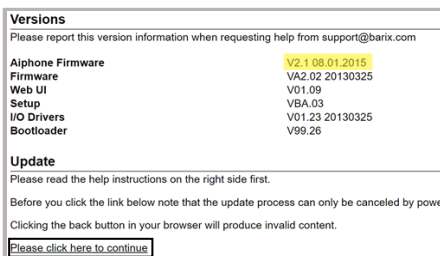 Versions
Please report this version information when requesting help from support@barix.com
Aiphone Firmware V2.1 08.01.2015
Firmware VA2.02 20130325
Web UI V01.09
Setup VBA.03
I/O Drivers V01.23 20130325
Bootloader V99.26
Update
Please read the help instructions on the right side first.
Before you click the link below note that the update process can only be canceled by powe
Clicking the back button in your browser will produce invalid content.
Please click here to continue